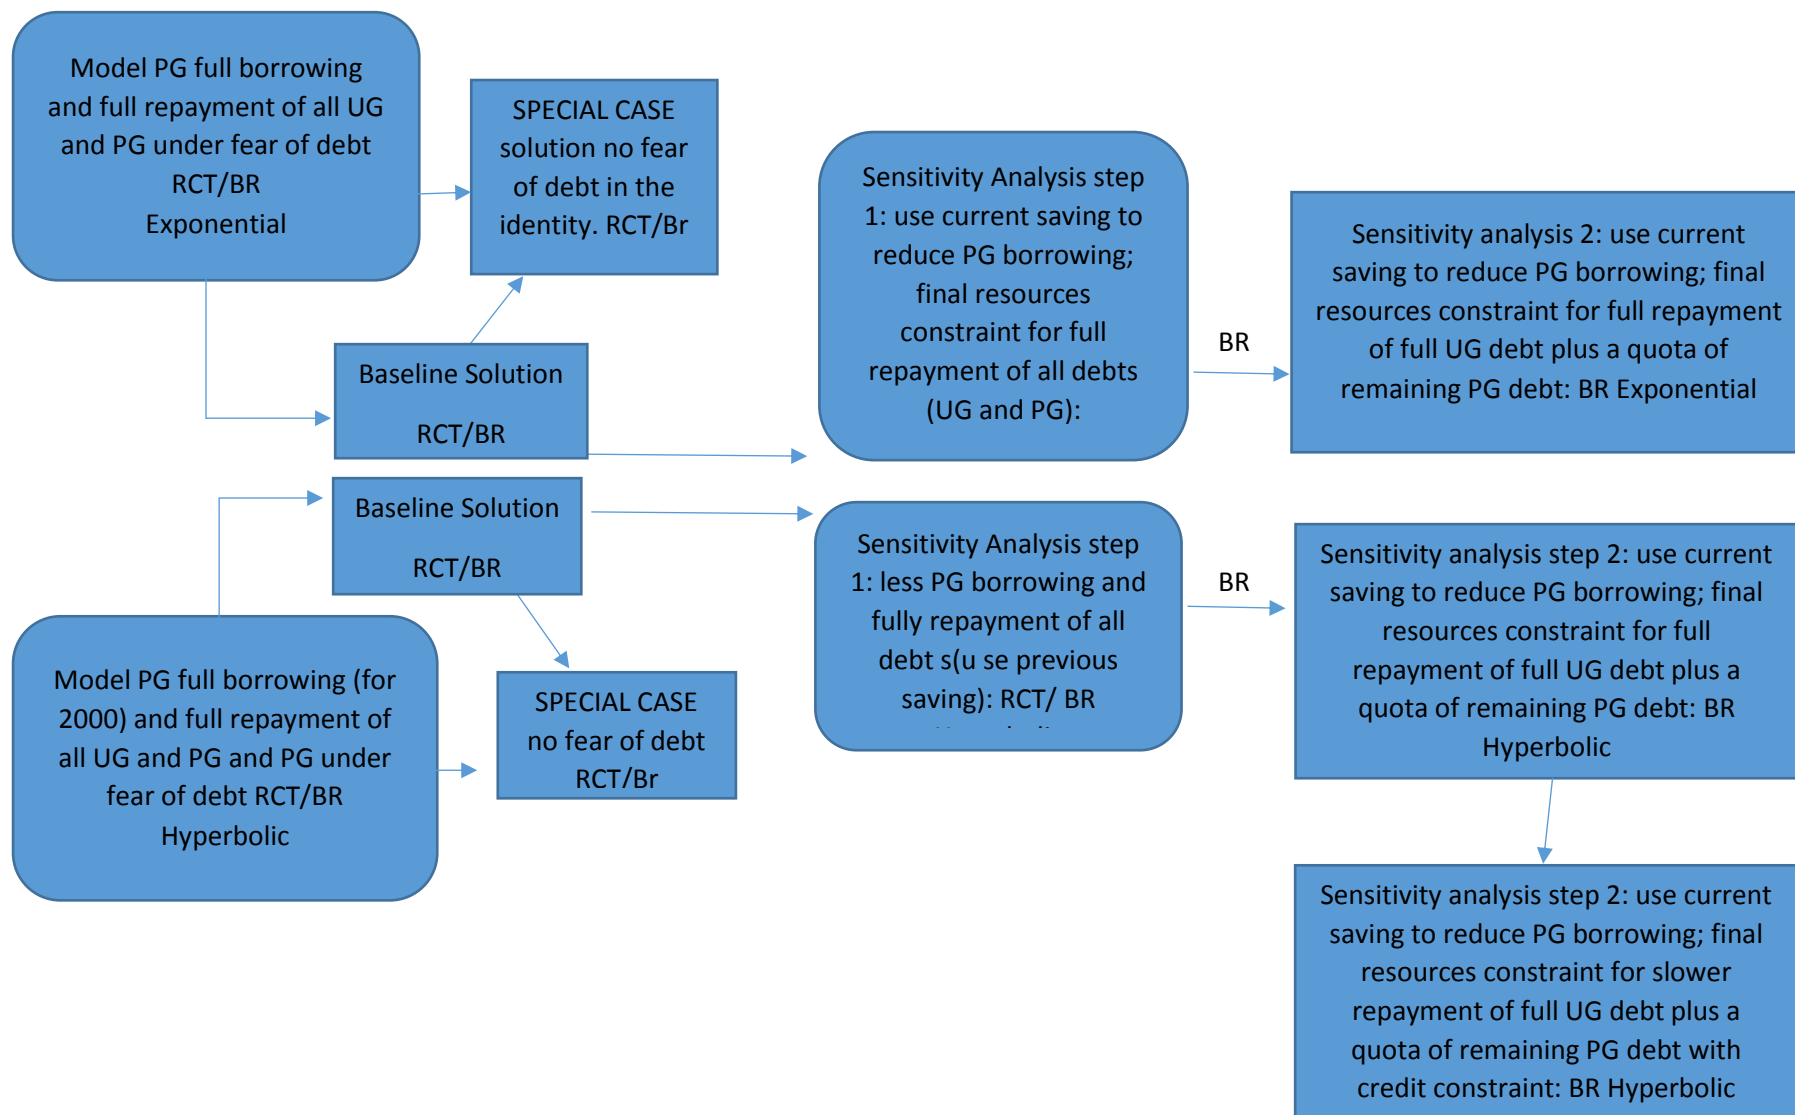 Model PG full borrowing
and full repayment of all UG
and PG under fear of debt
RCT/BR
Exponential
SPECIAL CASE
solution no fear
of debt in the
identity. RCT/Br
Baseline Solution
RCT/BR
Sensitivity Analysis step
1: use current saving to
reduce PG borrowing;
final resources
constraint for full
repayment of all debts
(UG and PG):
BR
Sensitivity analysis 2: use current
saving to reduce PG borrowing; final
resources constraint for full repayment
of full UG debt plus a quota of
remaining PG debt: BR Exponential
Baseline Solution
RCT/BR
Model PG full borrowing (for
2000) and full repayment of
all UG and PG and PG under
fear of debt RCT/BR
Hyperbolic
SPECIAL CASE
no fear of debt
RCT/Br
Sensitivity Analysis step
1: less PG borrowing and
fully repayment of all
debt s(u se previous
saving): RCT/ BR
BR
Sensitivity analysis step 2: use current
saving to reduce PG borrowing; final
resources constraint for full
repayment of full UG debt plus a
quota of remaining PG debt: BR
Hyperbolic
Sensitivity analysis step 2: use current
saving to reduce PG borrowing; final
resources constraint for slower
repayment of full UG debt plus a
quota of remaining PG debt with
credit constraint: BR Hyperbolic